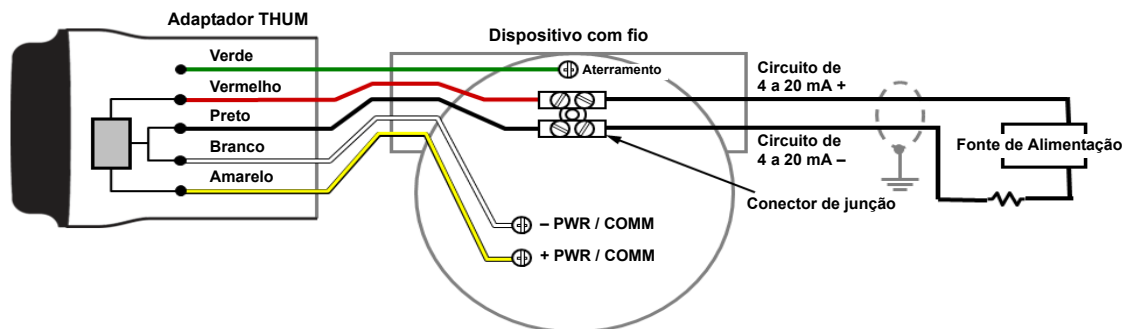 Adaptador THUM
Verde
Vermelho
Preto
Branco
Amarelo
Dispositivo com fio
Aterramento
Circuito de
4 a 20 mA +
Circuito de
4 a 20 mA –
Fonte de Alimentação
Conector de junção
– PWR / COMM
+ PWR / COMM